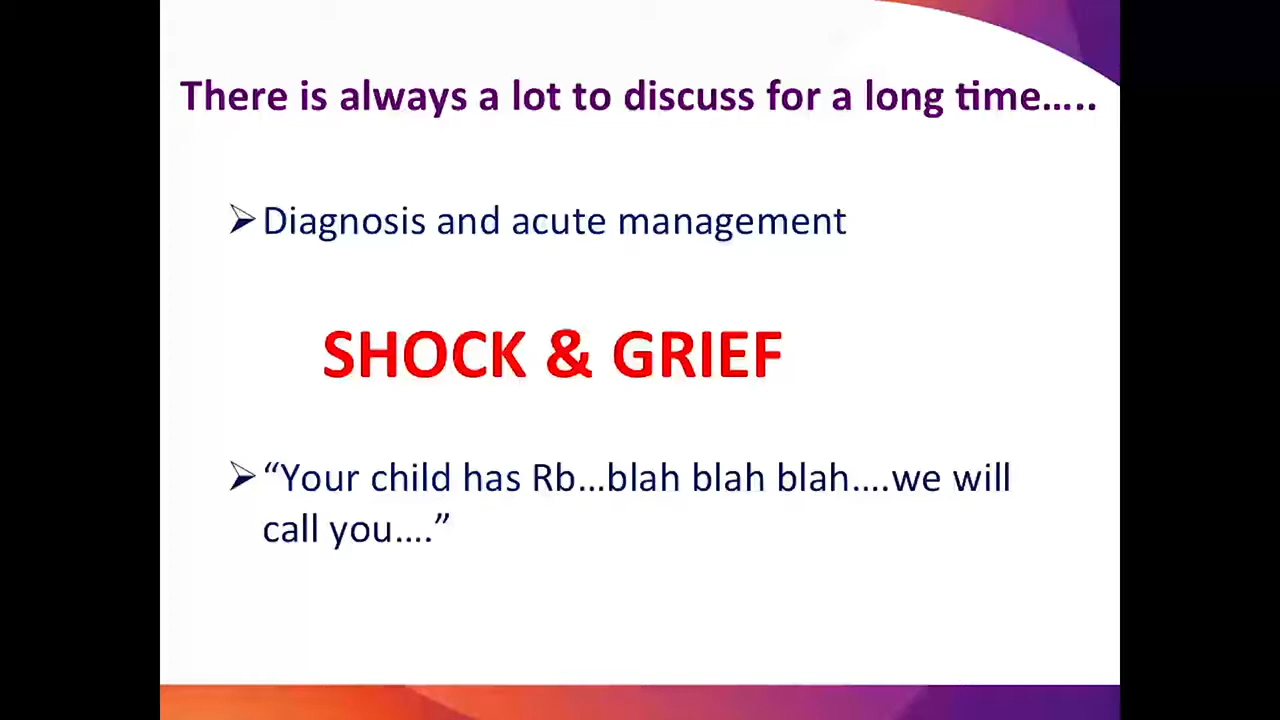 There is always a lot to discuss for a long time…..
➢Diagnosis and acute management
SHOCK & GRIEF
➢“Your child has Rb…blah blah blah….we will
call you….”